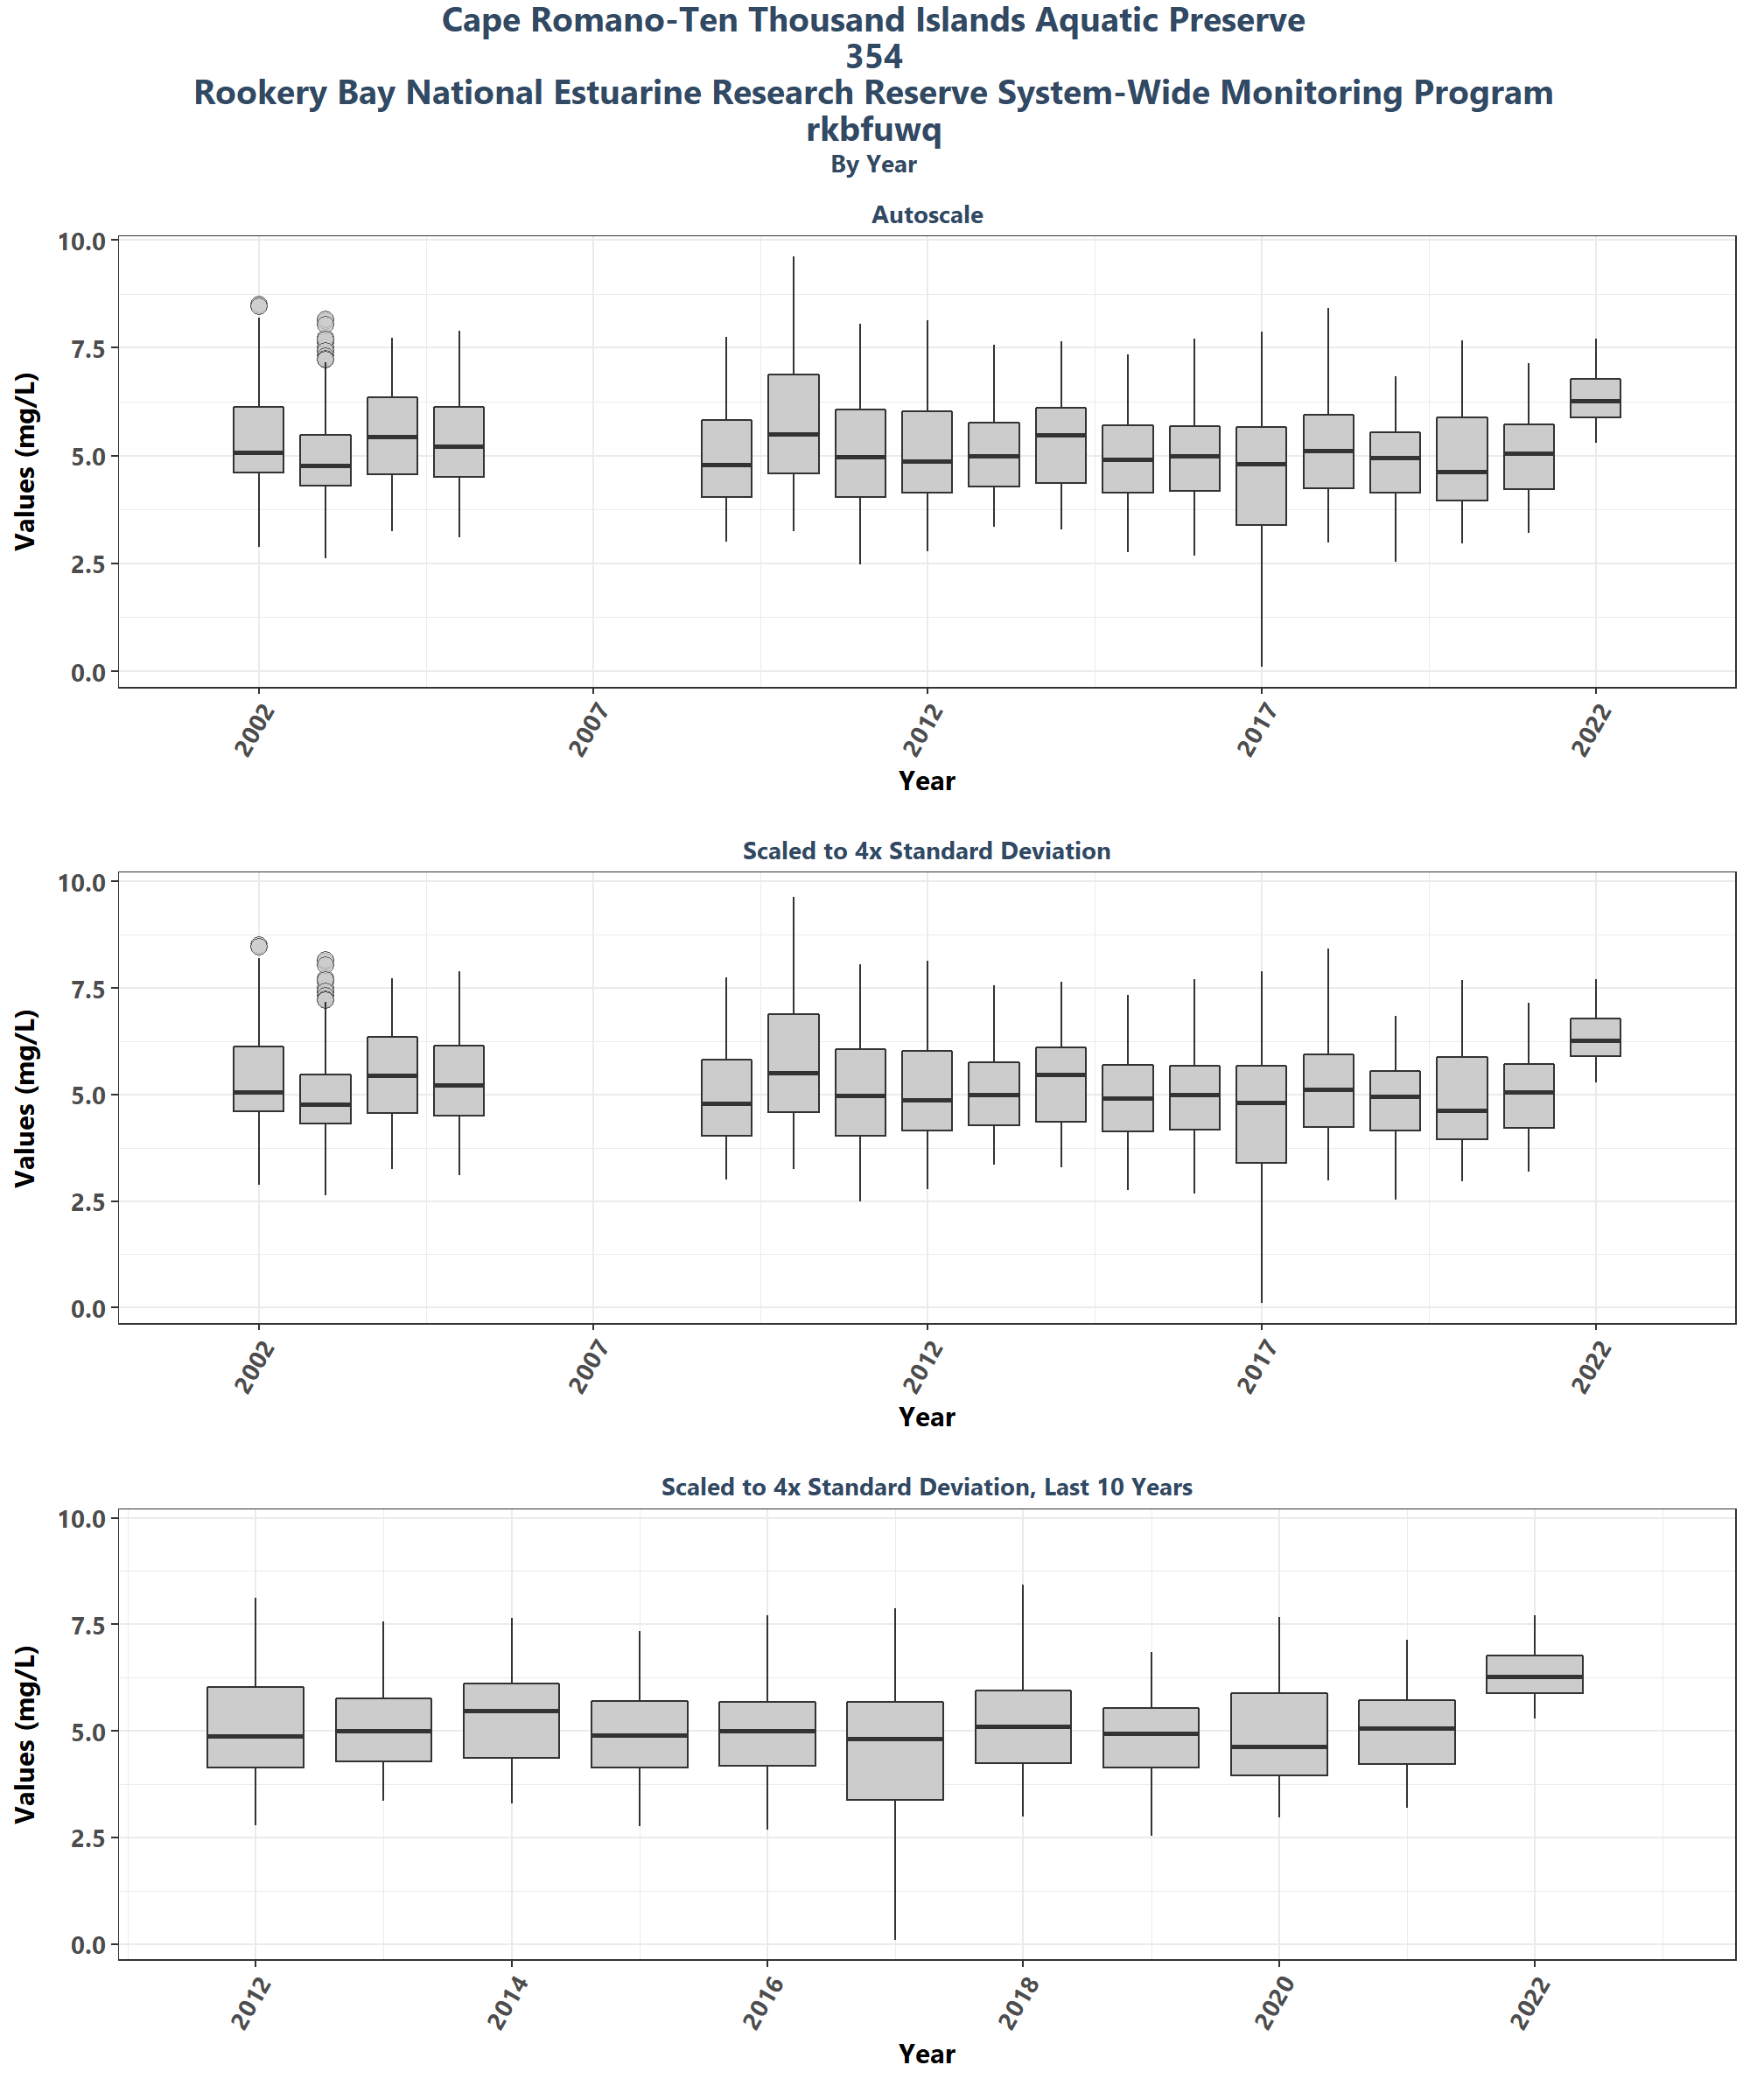 Cape Romano-Ten Thousand Islands Aquatic Preserve
354
Rookery Bay National Estuarine Research Reserve System-Wide Monitoring Program
rkbfuwq
By Year
Autoscale
Values (mg/L)
10.0
7.5
5.0
2.5
0.0
2002 2007 2012 2017 2022
Year
Scaled to 4x Standard Deviation
Values (mg/L)
10.0
7.5
5.0
2.5
0.0
2002 2007 2012 2017 2022
Year
Scaled to 4x Standard Deviation, Last 10 Years
Values (mg/L)
10.0
7.5
5.0
2.5
0.0
2012 2014 2016 2018 2020 2022
Year